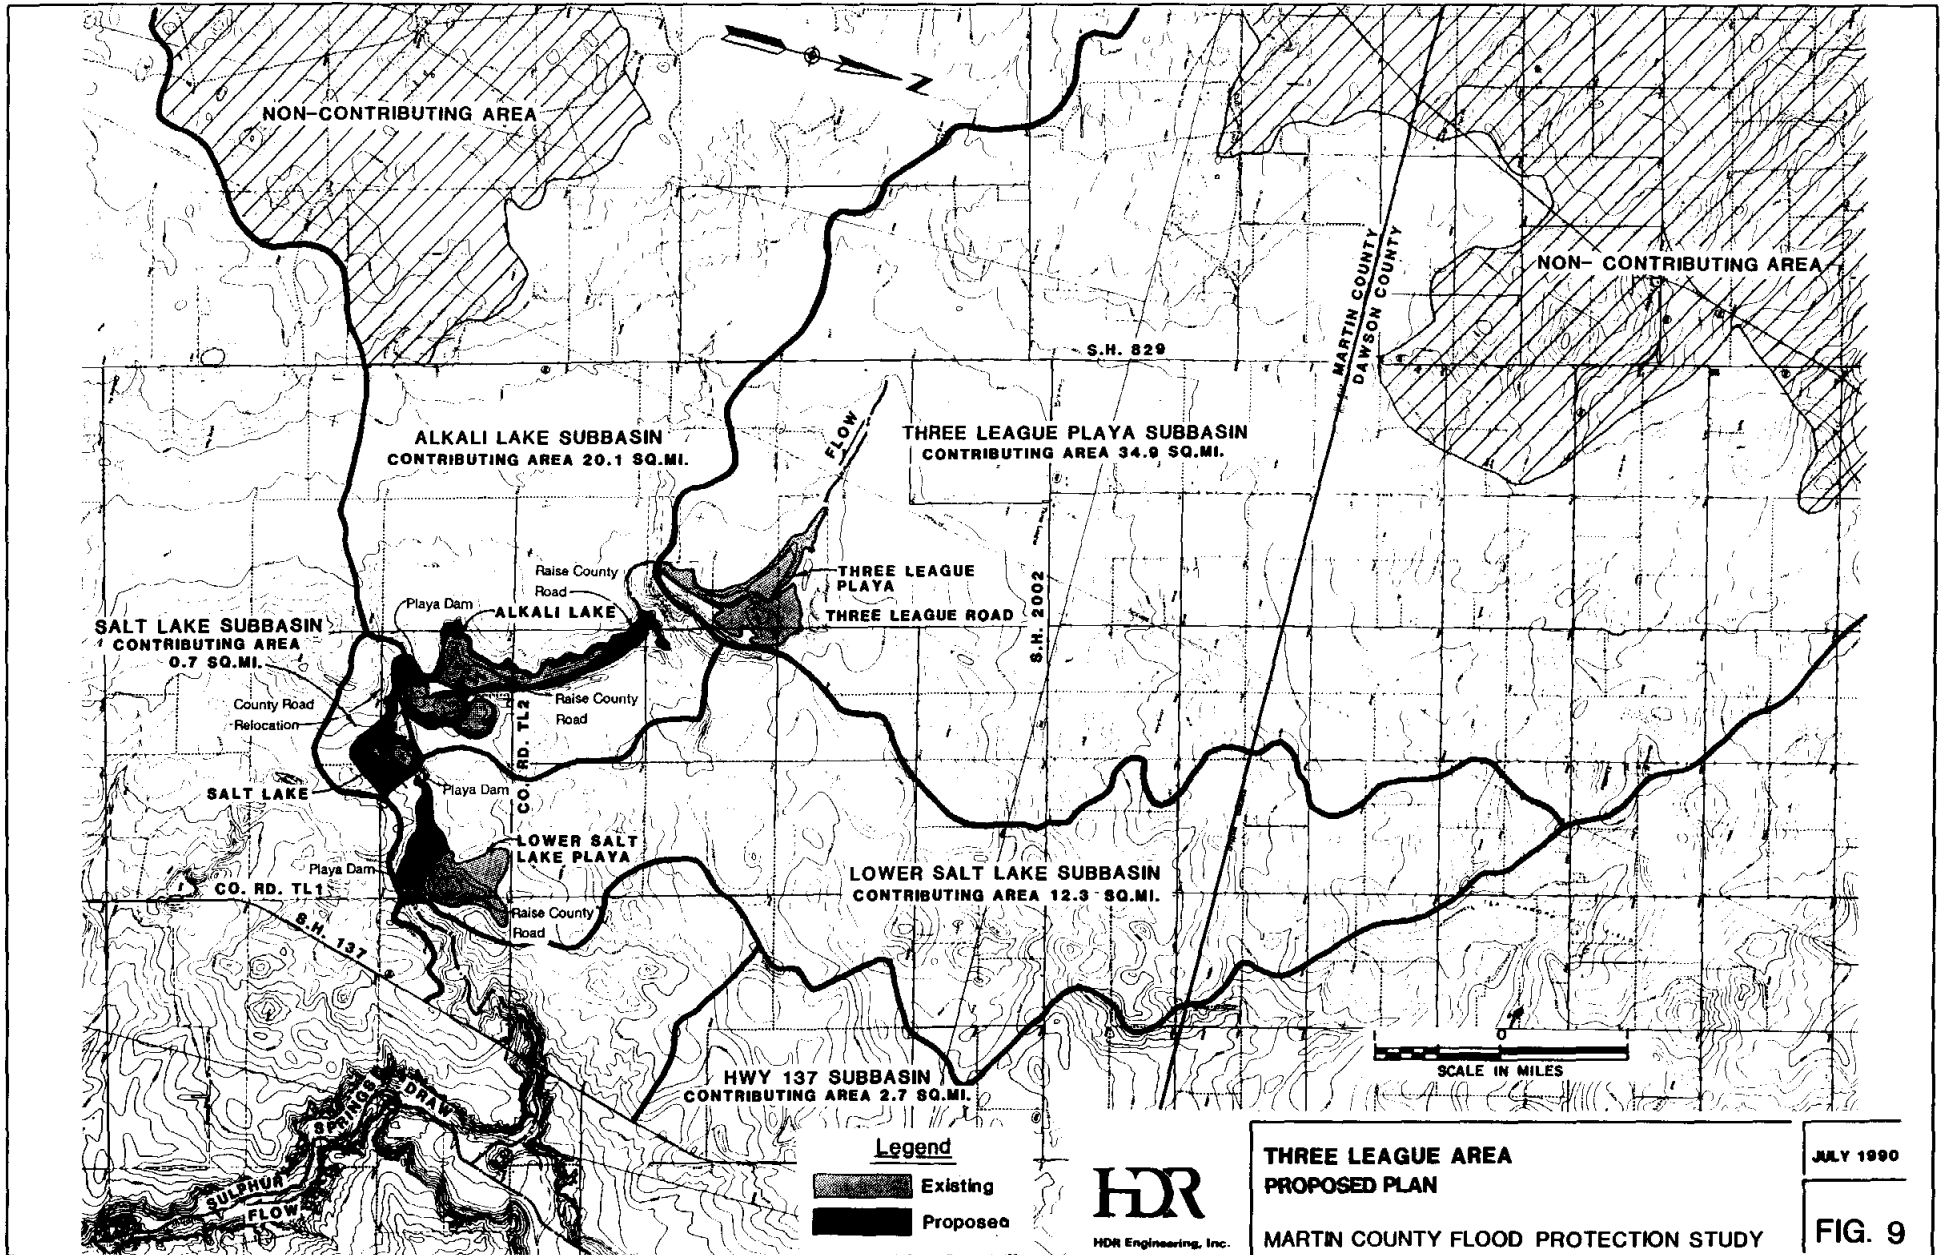 NON-CONTRIBUTING AREA
N
NON- CONTRIBUTING AREA
MARTIN COUNTY
DAWSON COUNTY
S.H. 829
ALKALI LAKE SUBBASIN
CONTRIBUTING AREA 20.1 SQ.MI.
FLOW
THREE LEAGUE PLAYA SUBBASIN
CONTRIBUTING AREA 34.9 SQ.MI.
Raise County
Road
THREE LEAGUE
PLAYA
THREE LEAGUE ROAD
S.H. 2002
Playa Dam
ALKALI LAKE
SALT LAKE SUBBASIN
CONTRIBUTING AREA
0.7 SQ.MI.
County Road
Relocation
Raise County
Road
CO. RD. TL2
SALT LAKE
Playa Dam
LOWER SALT
LAKE PLAYA
Playa Dam
CO. RD. TL1
S.H. 137
Raise County
Road
LOWER SALT LAKE SUBBASIN
CONTRIBUTING AREA 12.3 SQ.MI.
HWY 137 SUBBASIN
CONTRIBUTING AREA 2.7 SQ.MI.
0
SCALE IN MILES
SULPHUR
SPRINGS
DRAW
FLOW
Legend
Existing
Proposed
HDR
HDR Engineering, Inc.
THREE LEAGUE AREA
PROPOSED PLAN
MARTIN COUNTY FLOOD PROTECTION STUDY
JULY 1990
FIG. 9